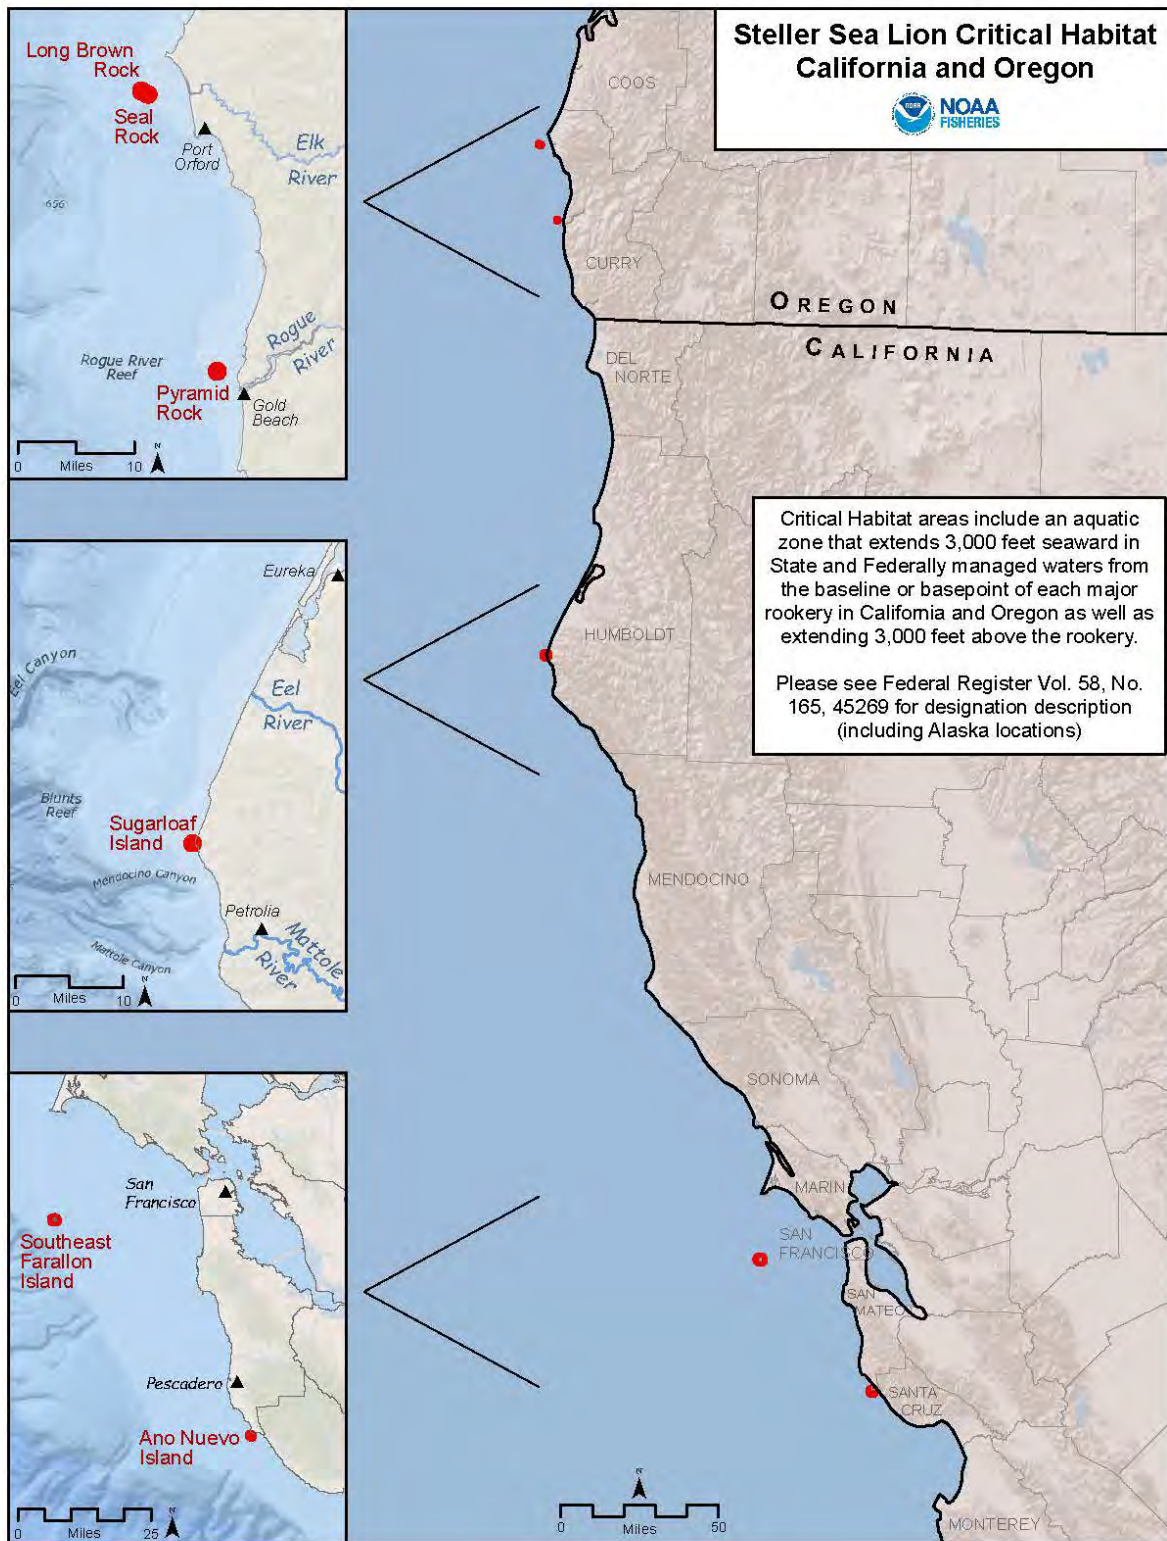 Steller Sea Lion Critical Habitat
California and Oregon
NOAA
NOAA
FISHERIES
Long Brown
Rock
Seal
Rock
Port
Orford
Elk
River
656
Rogue River
Reef
Rogue
River
Pyramid
Rock
Gold
Beach
0 Miles 10
N
COOS
CURRY
OREGON
CALIFORNIA
DEL
NORTE
Critical Habitat areas include an aquatic
zone that extends 3,000 feet seaward in
State and Federally managed waters from
the baseline or basepoint of each major
rookery in California and Oregon as well as
extending 3,000 feet above the rookery.
Please see Federal Register Vol. 58, No.
165, 45269 for designation description
(including Alaska locations)
Eureka
Eel Canyon
Eel
River
Blunts
Reef
Sugarloaf
Island
Mendocino Canyon
Petrolia
Mattole
River
Mattole Canyon
0 Miles 10
N
HUMBOLDT
MENDOCINO
SONOMA
MARIN
SAN
FRANCISCO
SAN
MATEO
SANTA
CRUZ
MONTEREY
San
Francisco
Southeast
Farallon
Island
Pescadero
Ano Nuevo
Island
0 Miles 25
N
N
0 Miles 50